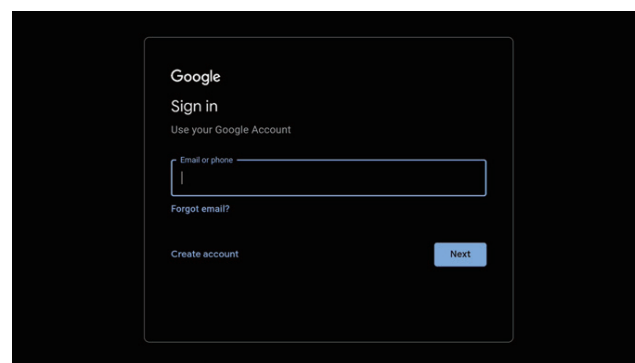 Google
Sign in
Use your Google Account
Email or phone
Forgot email?
Create account
Next